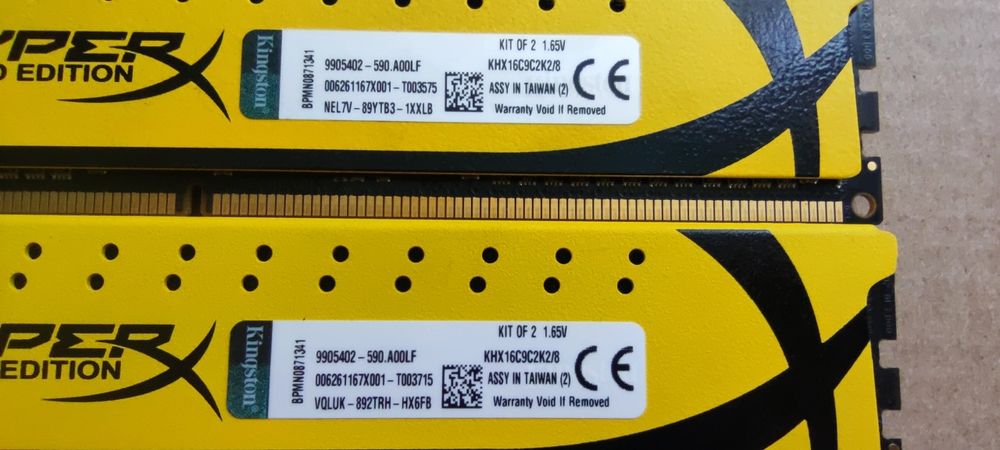 HYPERX
D EDITION
Kingston
BPMN0871341
9905402-590.A00LF
006261167X001-T003575
NEL7V-89YTB3-1XXLB
KIT OF 2 1.65V
KHX16C9C2K2/8
ASSY IN TAIWAN (2)
Warranty Void If Removed
CE
YPERX
EDITION
Kingston
BPMN0871341
9905402-590.A00LF
006261167X001-T003715
VQLUK-892TRH-HX6FB
KIT OF 2 1.65V
KHX16C9C2K2/8
ASSY IN TAIWAN (2)
Warranty Void If Removed
CE